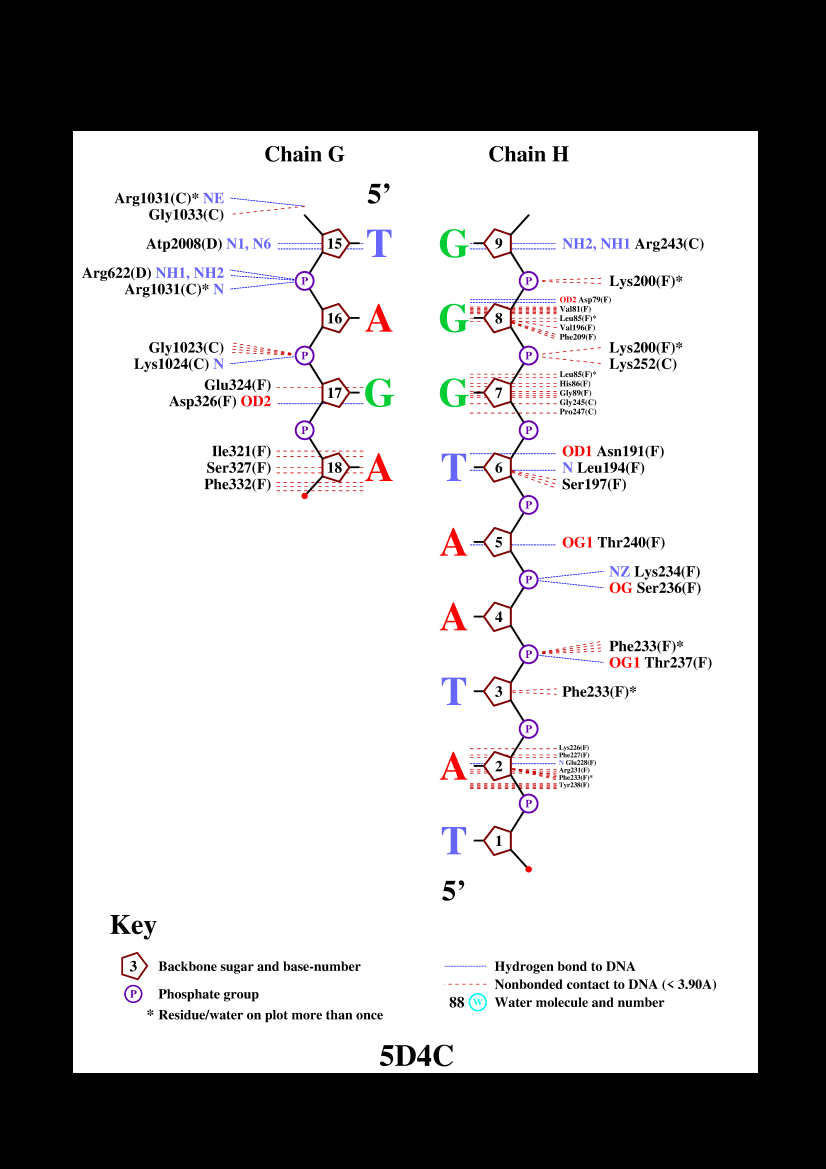 Chain G
Chain H
5’
Arg1031(C)* NE
Gly1033(C)
Atp2008(D) N1, N6
15
T
Arg622(D) NH1, NH2
Arg1031(C)* N
P
16
A
Gly1023(C)
Lys1024(C) N
P
Glu324(F)
Asp326(F) OD2
17
G
P
Ile321(F)
Ser327(F)
Phe332(F)
18
A
G
9
NH2, NH1 Arg243(C)
P
Lys200(F)*
G
8
OD2 Asp79(F)
Val81(F)
Leu85(F)*
Val196(F)
Phe209(F)
P
Lys200(F)*
Lys252(C)
G
7
Leu85(F)*
His86(F)
Gly89(F)
Gly245(C)
Pro247(C)
P
T
6
OD1 Asn191(F)
N Leu194(F)
Ser197(F)
P
A
5
OG1 Thr240(F)
P
NZ Lys234(F)
OG Ser236(F)
A
4
P
Phe233(F)*
OG1 Thr237(F)
T
3
Phe233(F)*
P
A
2
Lys226(F)
Phe227(F)
N Glu228(F)
Arg231(F)
Phe233(F)*
Tyr238(F)
P
T
1
5’
Key
3 Backbone sugar and base-number
P Phosphate group
* Residue/water on plot more than once
Hydrogen bond to DNA
Nonbonded contact to DNA (< 3.90A)
88 W Water molecule and number
5D4C